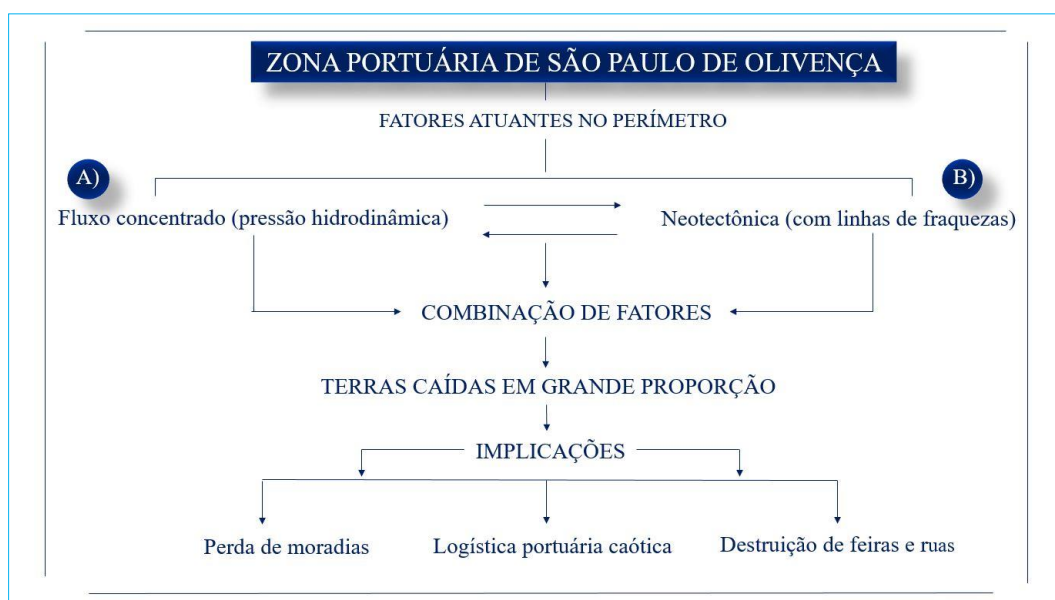 ZONA PORTUÁRIA DE SÃO PAULO DE OLIVENÇA
FATORES ATUANTES NO PERÍMETRO
A)
B)
Fluxo concentrado (pressão hidrodinâmica)
Neotectônica (com linhas de fraquezas)
COMBINAÇÃO DE FATORES
TERRAS CAÍDAS EM GRANDE PROPORÇÃO
IMPLICAÇÕES
Perda de moradias
Logística portuária caótica
Destruição de feiras e ruas